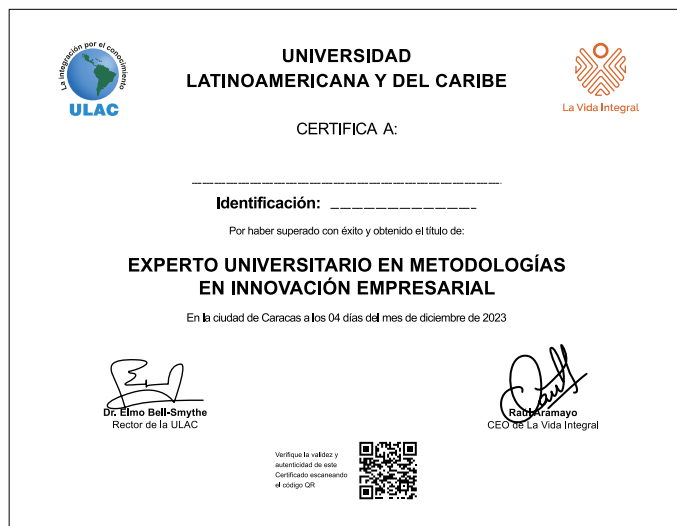 La integración por el conocimiento
ULAC
UNIVERSIDAD
LATINOAMERICANA Y DEL CARIBE
La Vida Integral
CERTIFICA A:
Identificación:
Por haber superado con éxito y obtenido el título de:
EXPERTO UNIVERSITARIO EN METODOLOGÍAS
EN INNOVACIÓN EMPRESARIAL
En la ciudad de Caracas a los 04 días del mes de diciembre de 2023
Dr. Elmo Bell-Smythe
Rector de la ULAC
Raúl Aramayo
CEO de La Vida Integral
Verifique la validez y
autenticidad de este
Certificado escaneando
el código QR